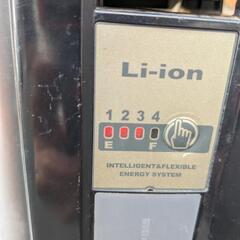 Li-ion
1 2 3 4
E F
INTELLIGENT&FLEXIBLE
ENERGY SYSTEM